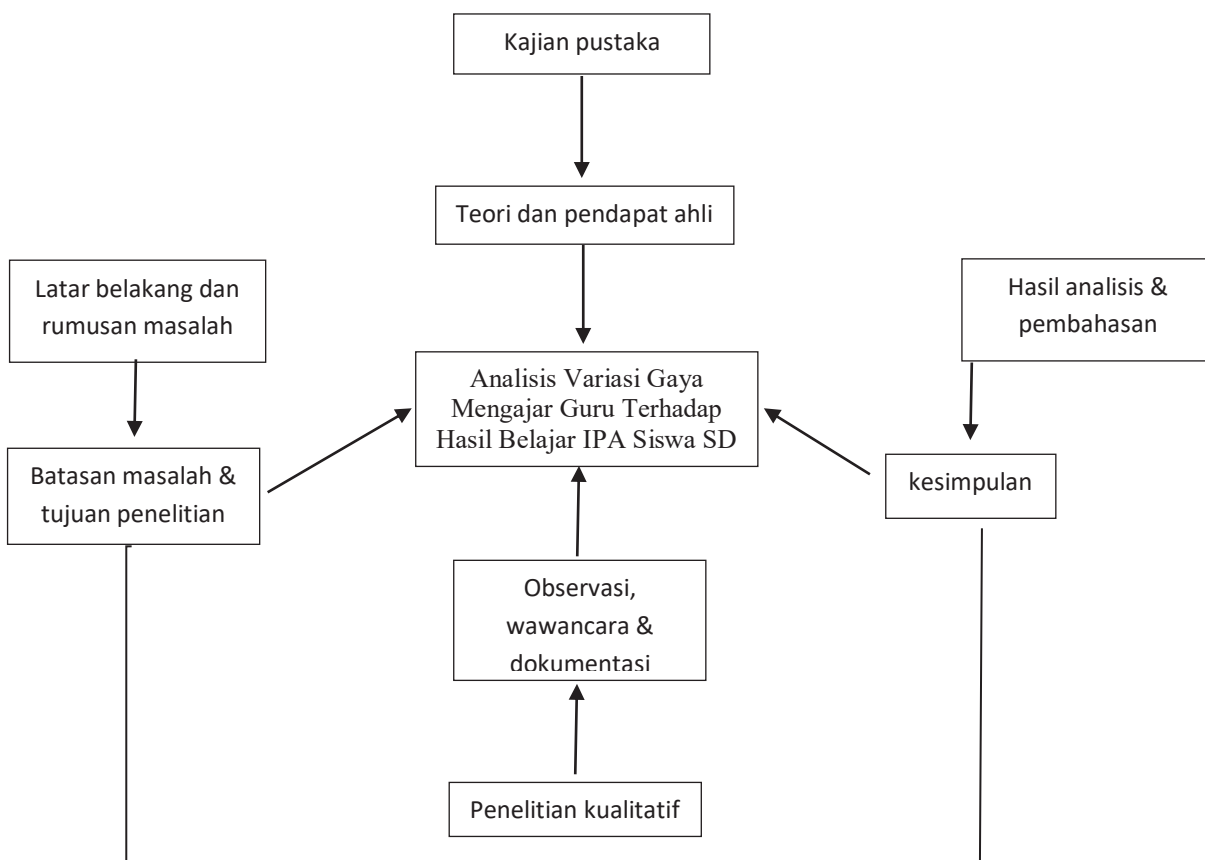 Kajian pustaka
Teori dan pendapat ahli
Latar belakang dan
rumusan masalah
Hasil analisis &
pembahasan
Analisis Variasi Gaya
Mengajar Guru Terhadap
Hasil Belajar IPA Siswa SD
Batasan masalah &
tujuan penelitian
kesimpulan
Observasi,
wawancara &
dokumentasi
Penelitian kualitatif